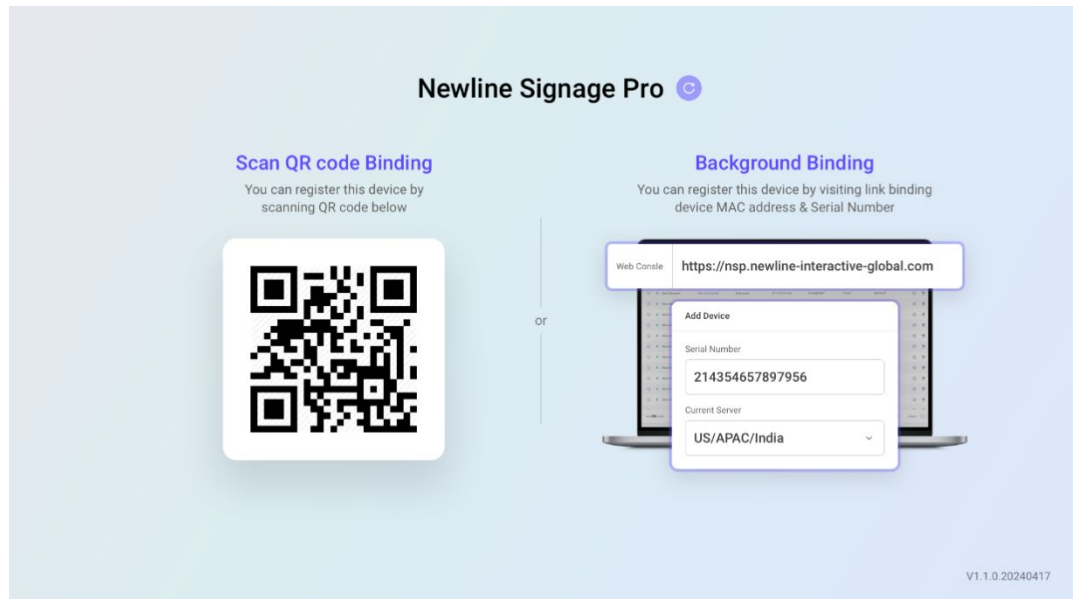 Newline Signage Pro
Scan QR code Binding
You can register this device by
scanning QR code below
or
Background Binding
You can register this device by visiting link binding
device MAC address & Serial Number
Web Consle
https://nsp.newline-interactive-global.com
Add Device
Serial Number
214354657897956
Current Server
US/APAC/India
V1.1.0.20240417